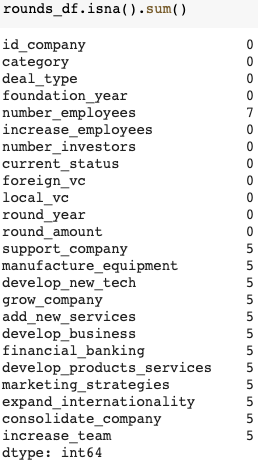 rounds_df.isna().sum()
id_company 0
category 0
deal_type 0
foundation_year 0
number_employees 7
increase_employees 0
number_investors 0
current_status 0
foreign_vc 0
local_vc 0
round_year 0
round_amount 0
support_company 5
manufacture_equipment 5
develop_new_tech 5
grow_company 5
add_new_services 5
develop_business 5
financial_banking 5
develop_products_services 5
marketing_strategies 5
expand_internationality 5
consolidate_company 5
increase_team 5
dtype: int64